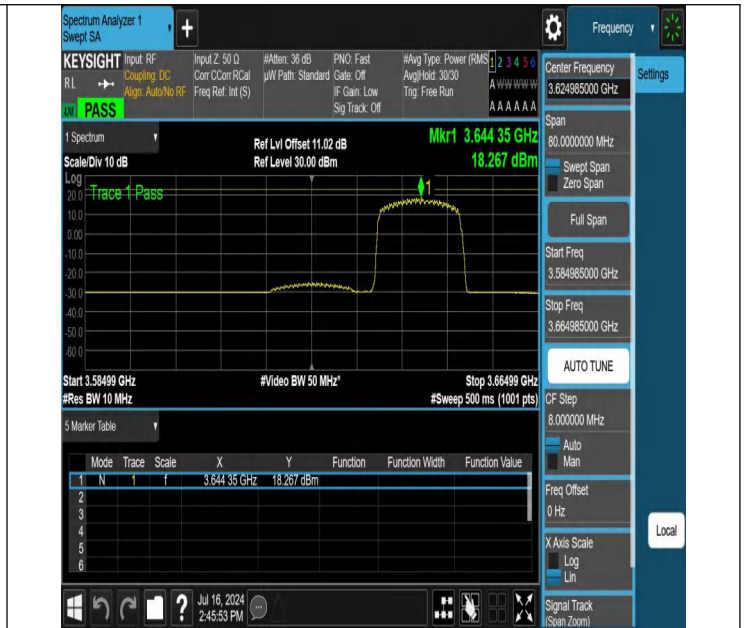 Spectrum Analyzer 1
Swept SA
+
Frequency
KEYSIGHT
RL
PASS
Input: RF
Coupling: DC
Align: Auto/No RF
Input Z: 50 Ω
Corr CCorr RCal
Freq Ref: Int (S)
#Atten: 36 dB
µW Path: Standard
PNO: Fast
Gate: Off
IF Gain: Low
Sig Track: Off
#Avg Type: Power (RMS
Avg|Hold: 30/30
Trig: Free Run
1 2 3 4 5 6
A W W W W W
A A A A A A
Center Frequency
3.624985000 GHz
Settings
Span
80.0000000 MHz
Swept Span
Zero Span
Full Span
Start Freq
3.584985000 GHz
Stop Freq
3.664985000 GHz
AUTO TUNE
CF Step
8.000000 MHz
Auto
Man
Freq Offset
0 Hz
X Axis Scale
Log
Lin
Signal Track
(Span Zoom)
Local
1 Spectrum
Scale/Div 10 dB
Ref Lvl Offset 11.02 dB
Ref Level 30.00 dBm
Mkr1 3.644 35 GHz
18.267 dBm
Log
Trace 1 Pass
1
20.0
10.0
0.00
-10.0
-20.0
-30.0
-40.0
-50.0
-60.0
Start 3.58499 GHz
#Res BW 10 MHz
#Video BW 50 MHz*
Stop 3.66499 GHz
#Sweep 500 ms (1001 pts)
5 Marker Table
Mode Trace Scale X Y Function Function Width Function Value
1 N 1 f 3.644 35 GHz 18.267 dBm
2
3
4
5
6
?
Jul 16, 2024
2:45:53 PM